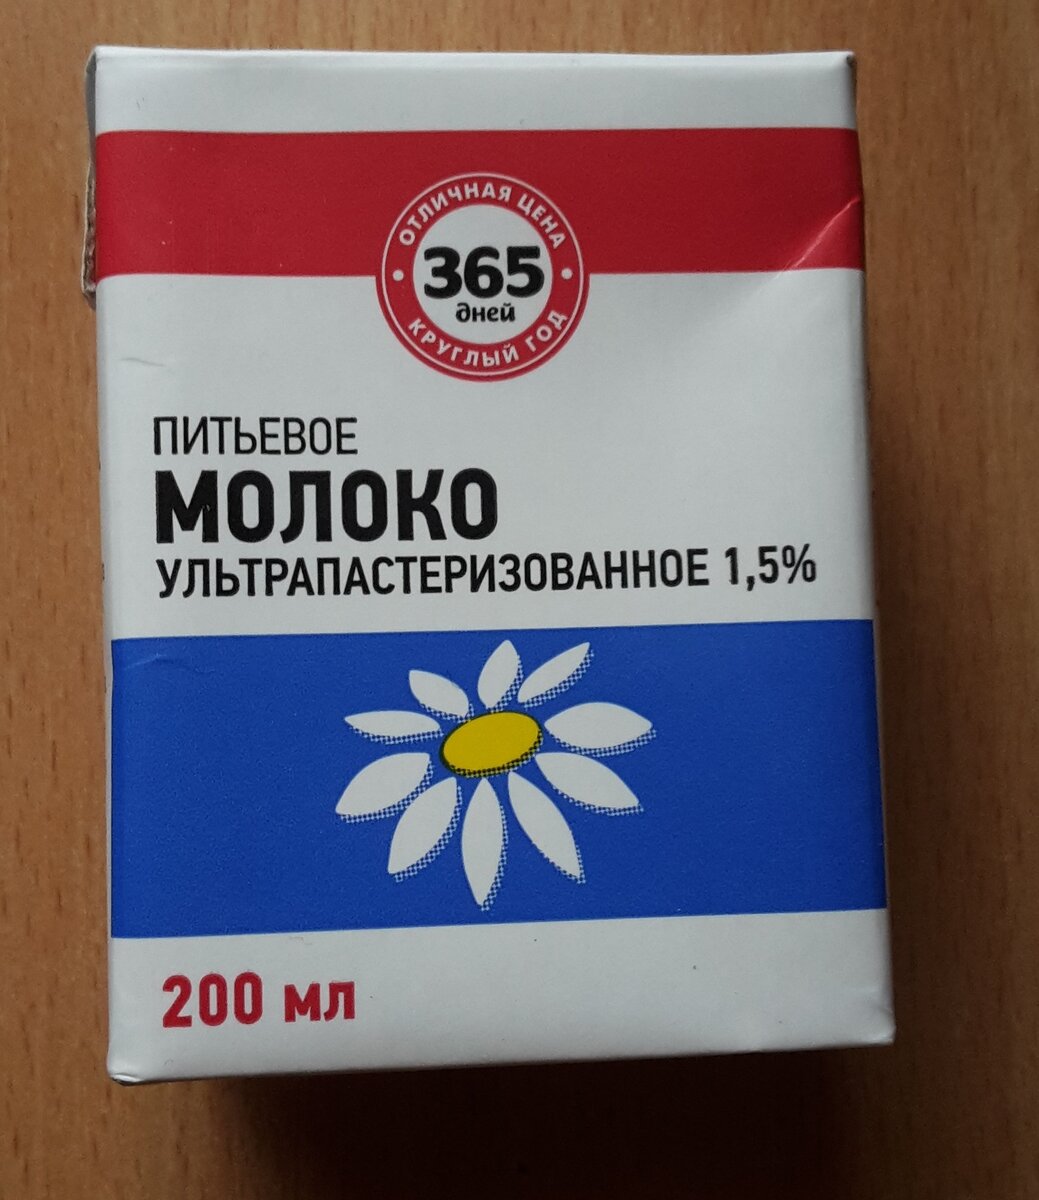 ОТЛИЧНАЯ ЦЕНА
365
дней
КРУГЛЫЙ ГОД
ПИТЬЕВОЕ
МОЛОКО
УЛЬТРАПАСТЕРИЗОВАННОЕ 1,5%
200 мл